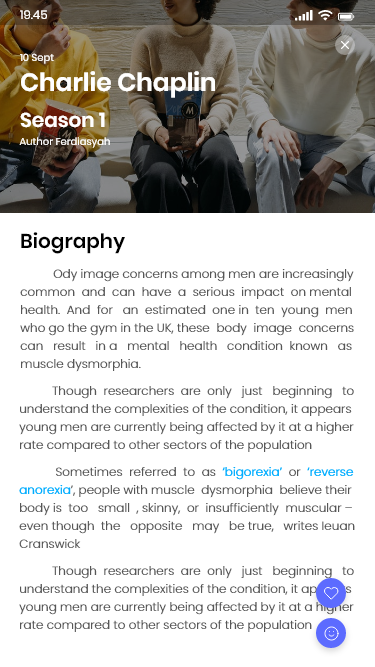 19.45
10 Sept
Charlie Chaplin
Season 1
Author Ferdiasyah
Biography
Ody image concerns among men are increasingly
common and can have a serious impact on mental
health. And for an estimated one in ten young men
who go the gym in the UK, these body image concerns
can result in a mental health condition known as
muscle dysmorphia.
Though researchers are only just beginning to
understand the complexities of the condition, it appears
young men are currently being affected by it at a higher
rate compared to other sectors of the population
Sometimes referred to as ‘bigorexia’ or ‘reverse
anorexia’, people with muscle dysmorphia believe their
body is too small , skinny, or insufficiently muscular –
even though the opposite may be true, writes Ieuan
Cranswick
Though researchers are only just beginning to
understand the complexities of the condition, it appears
young men are currently being affected by it at a higher
rate compared to other sectors of the population